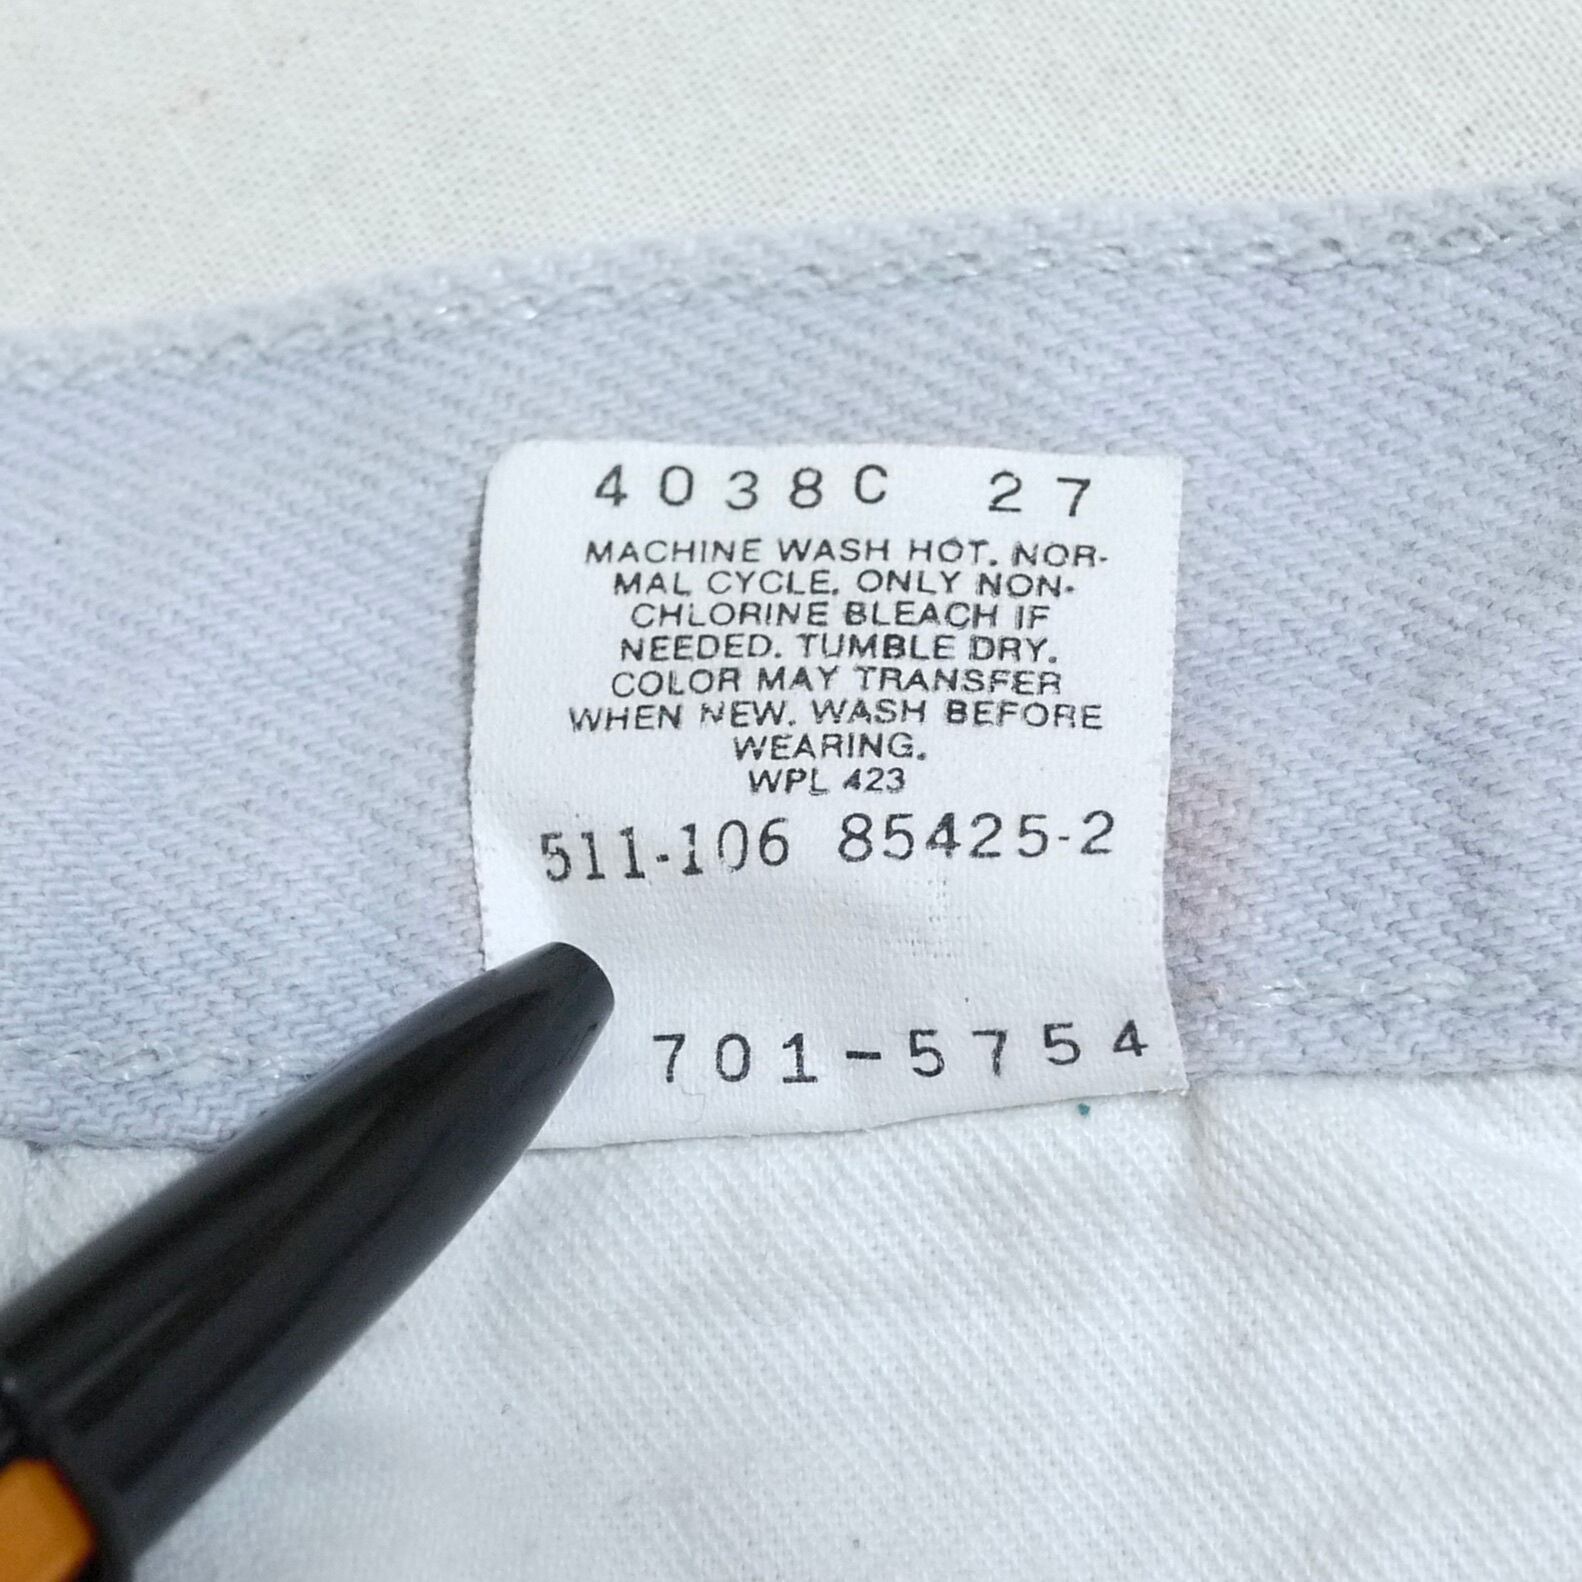 4038C 27
MACHINE WASH HOT. NOR-
MAL CYCLE. ONLY NON-
CHLORINE BLEACH IF
NEEDED. TUMBLE DRY.
COLOR MAY TRANSFER
WHEN NEW. WASH BEFORE
WEARING.
WPL 423
511-106 85425-2
701-5754